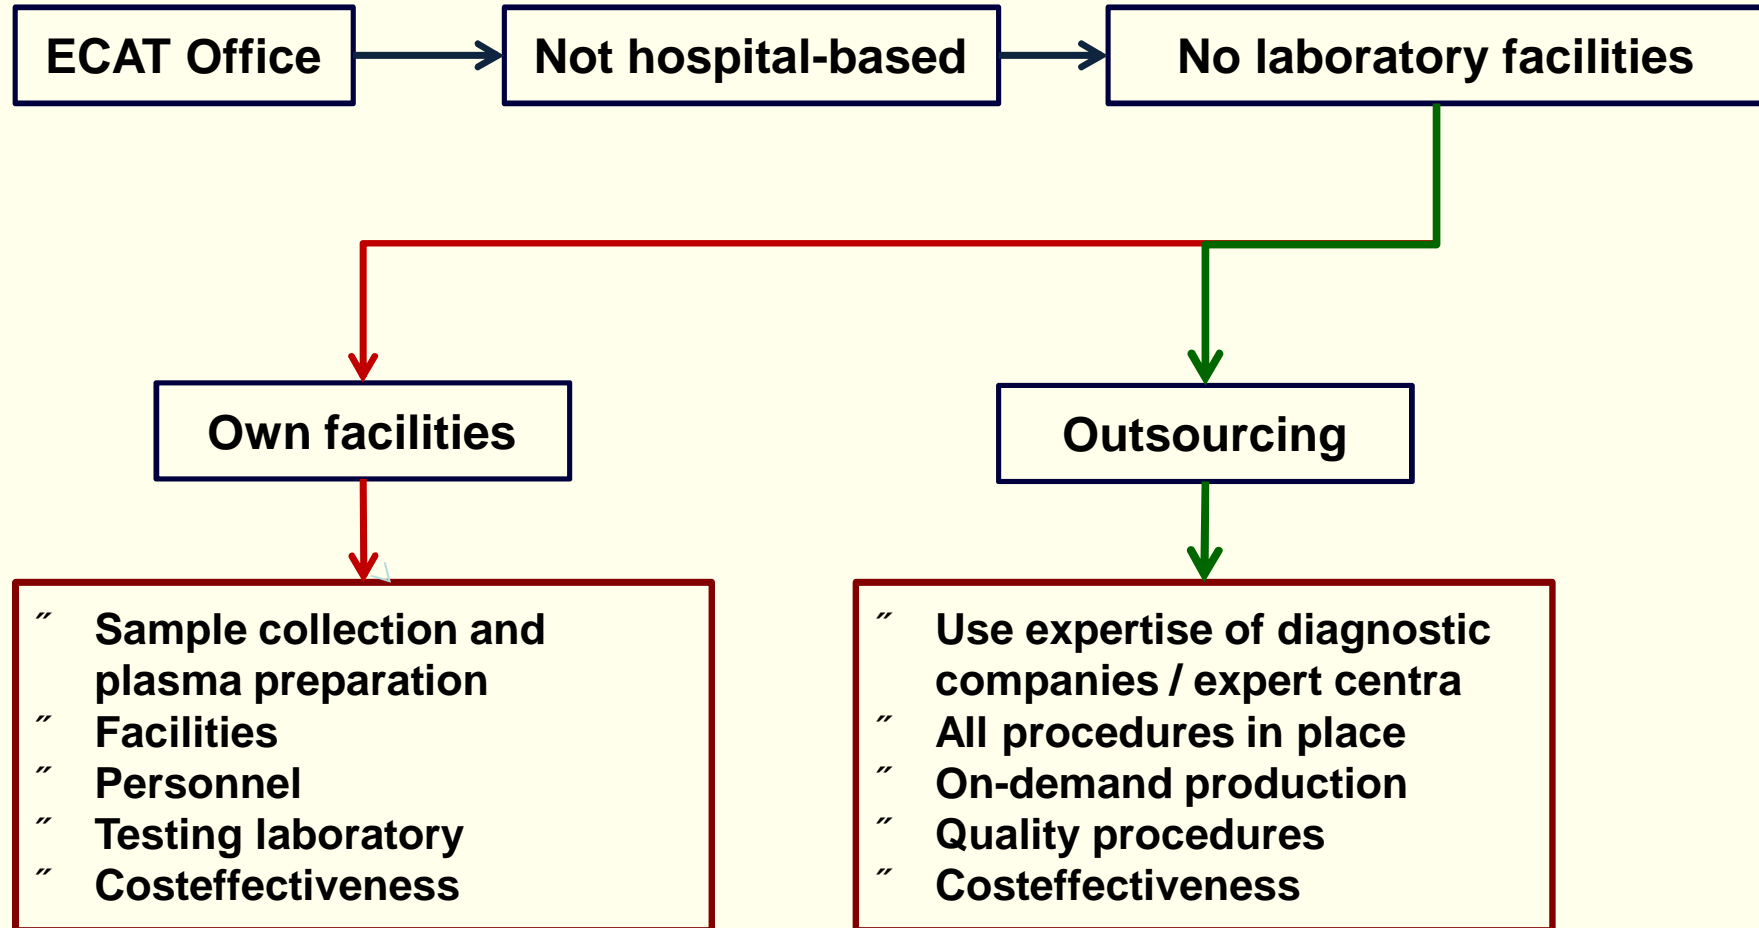 ECAT Office
Not hospital-based
No laboratory facilities
Own facilities
Outsourcing
˝ Sample collection and
plasma preparation
˝ Facilities
˝ Personnel
˝ Testing laboratory
˝ Costeffectiveness
˝ Use expertise of diagnostic
companies / expert centra
˝ All procedures in place
˝ On-demand production
˝ Quality procedures
˝ Costeffectiveness